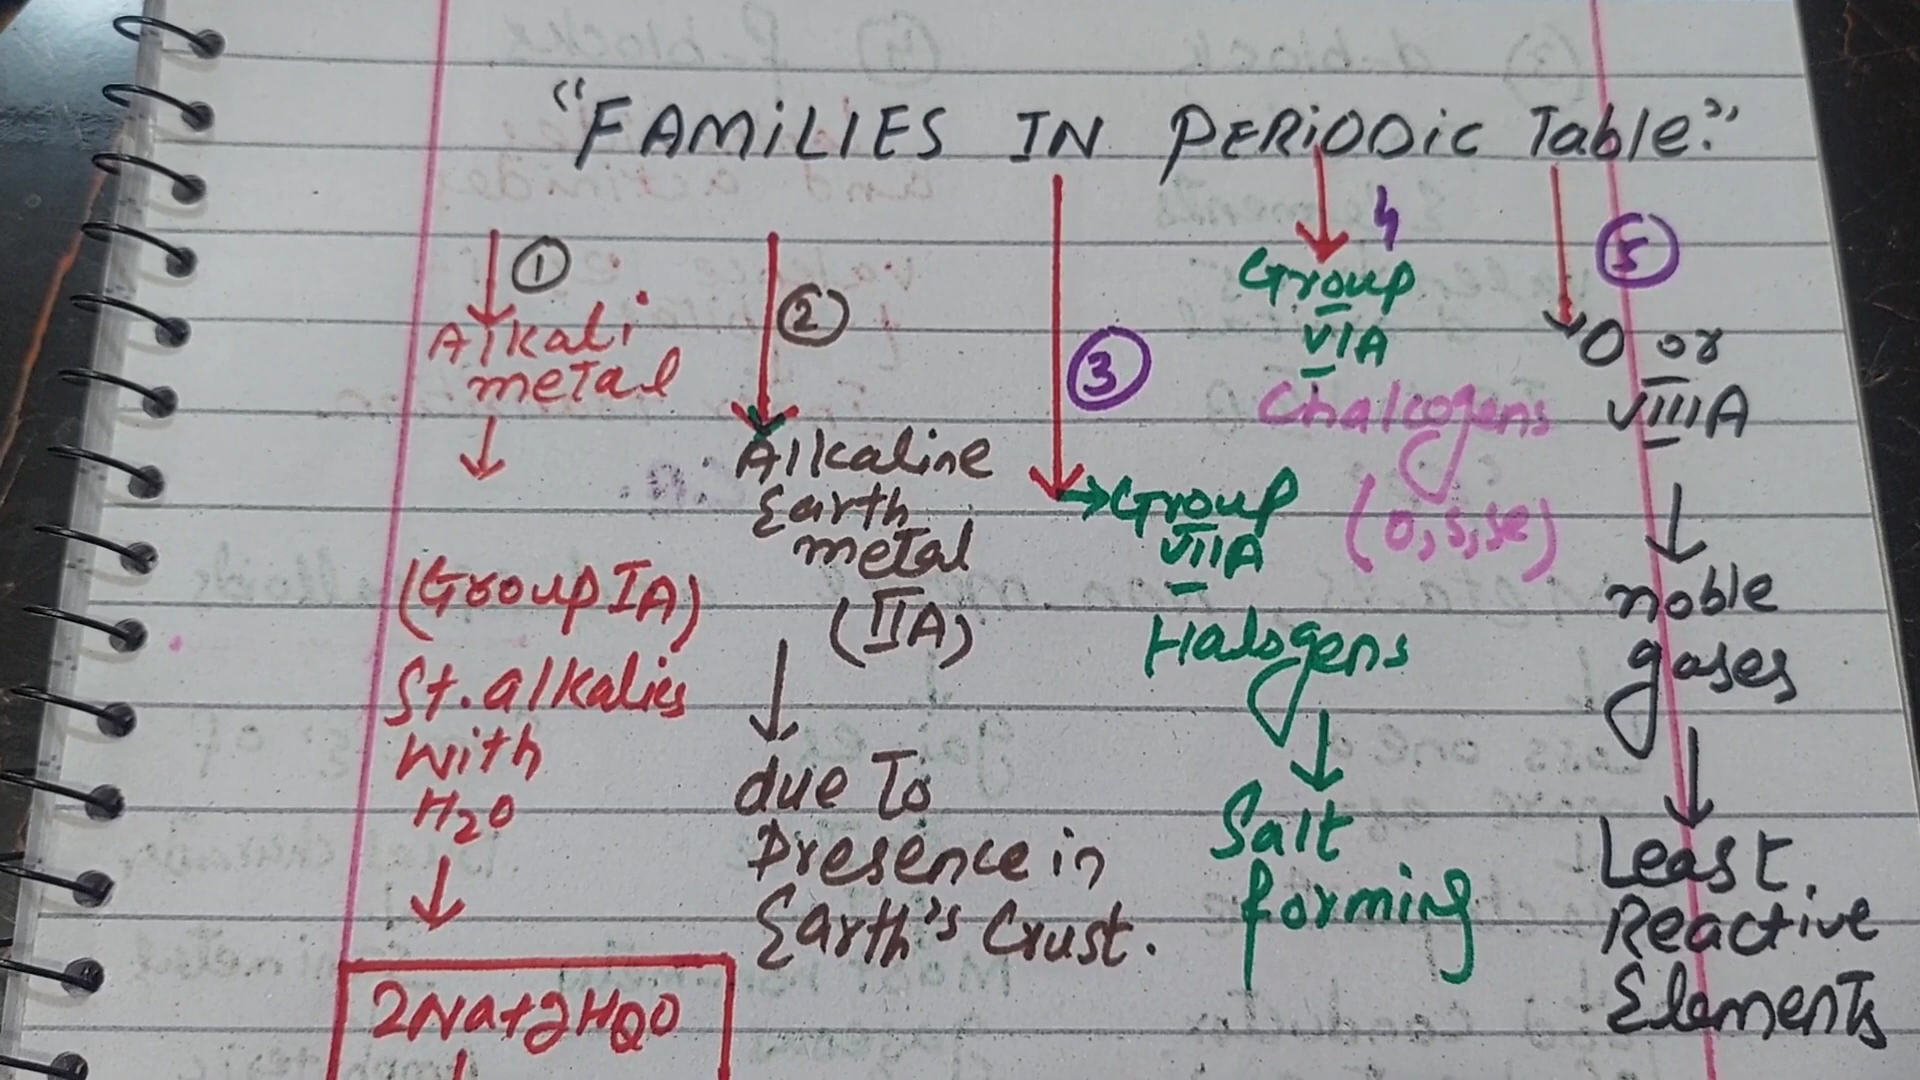 "FAMILIES IN PERIODIC Table."
①
Alkali
metal
(Group IA)
St. alkalies
with
H2O
2Na+2H2O
②
Alkaline
Earth
metal
(IIA)
due To
Presence in
Earth's Crust.
③
Group
VIIA
Halogens
Salt
forming
4
Group
VIA
Chalcogens
(O,S,Se)
⑤
O or
VIIIA
noble
gases
Least.
Reactive
Elements